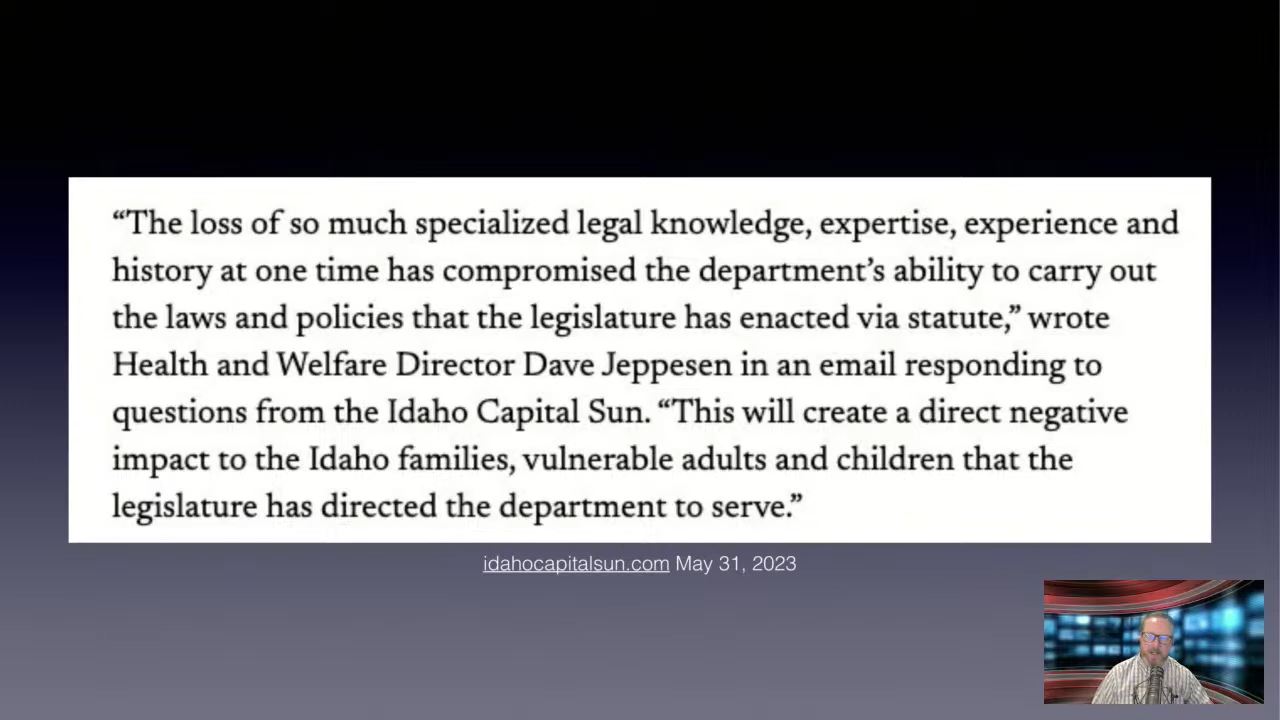 “The loss of so much specialized legal knowledge, expertise, experience and
history at one time has compromised the department’s ability to carry out
the laws and policies that the legislature has enacted via statute,” wrote
Health and Welfare Director Dave Jeppesen in an email responding to
questions from the Idaho Capital Sun. “This will create a direct negative
impact to the Idaho families, vulnerable adults and children that the
legislature has directed the department to serve.”
idahocapitalsun.com May 31, 2023